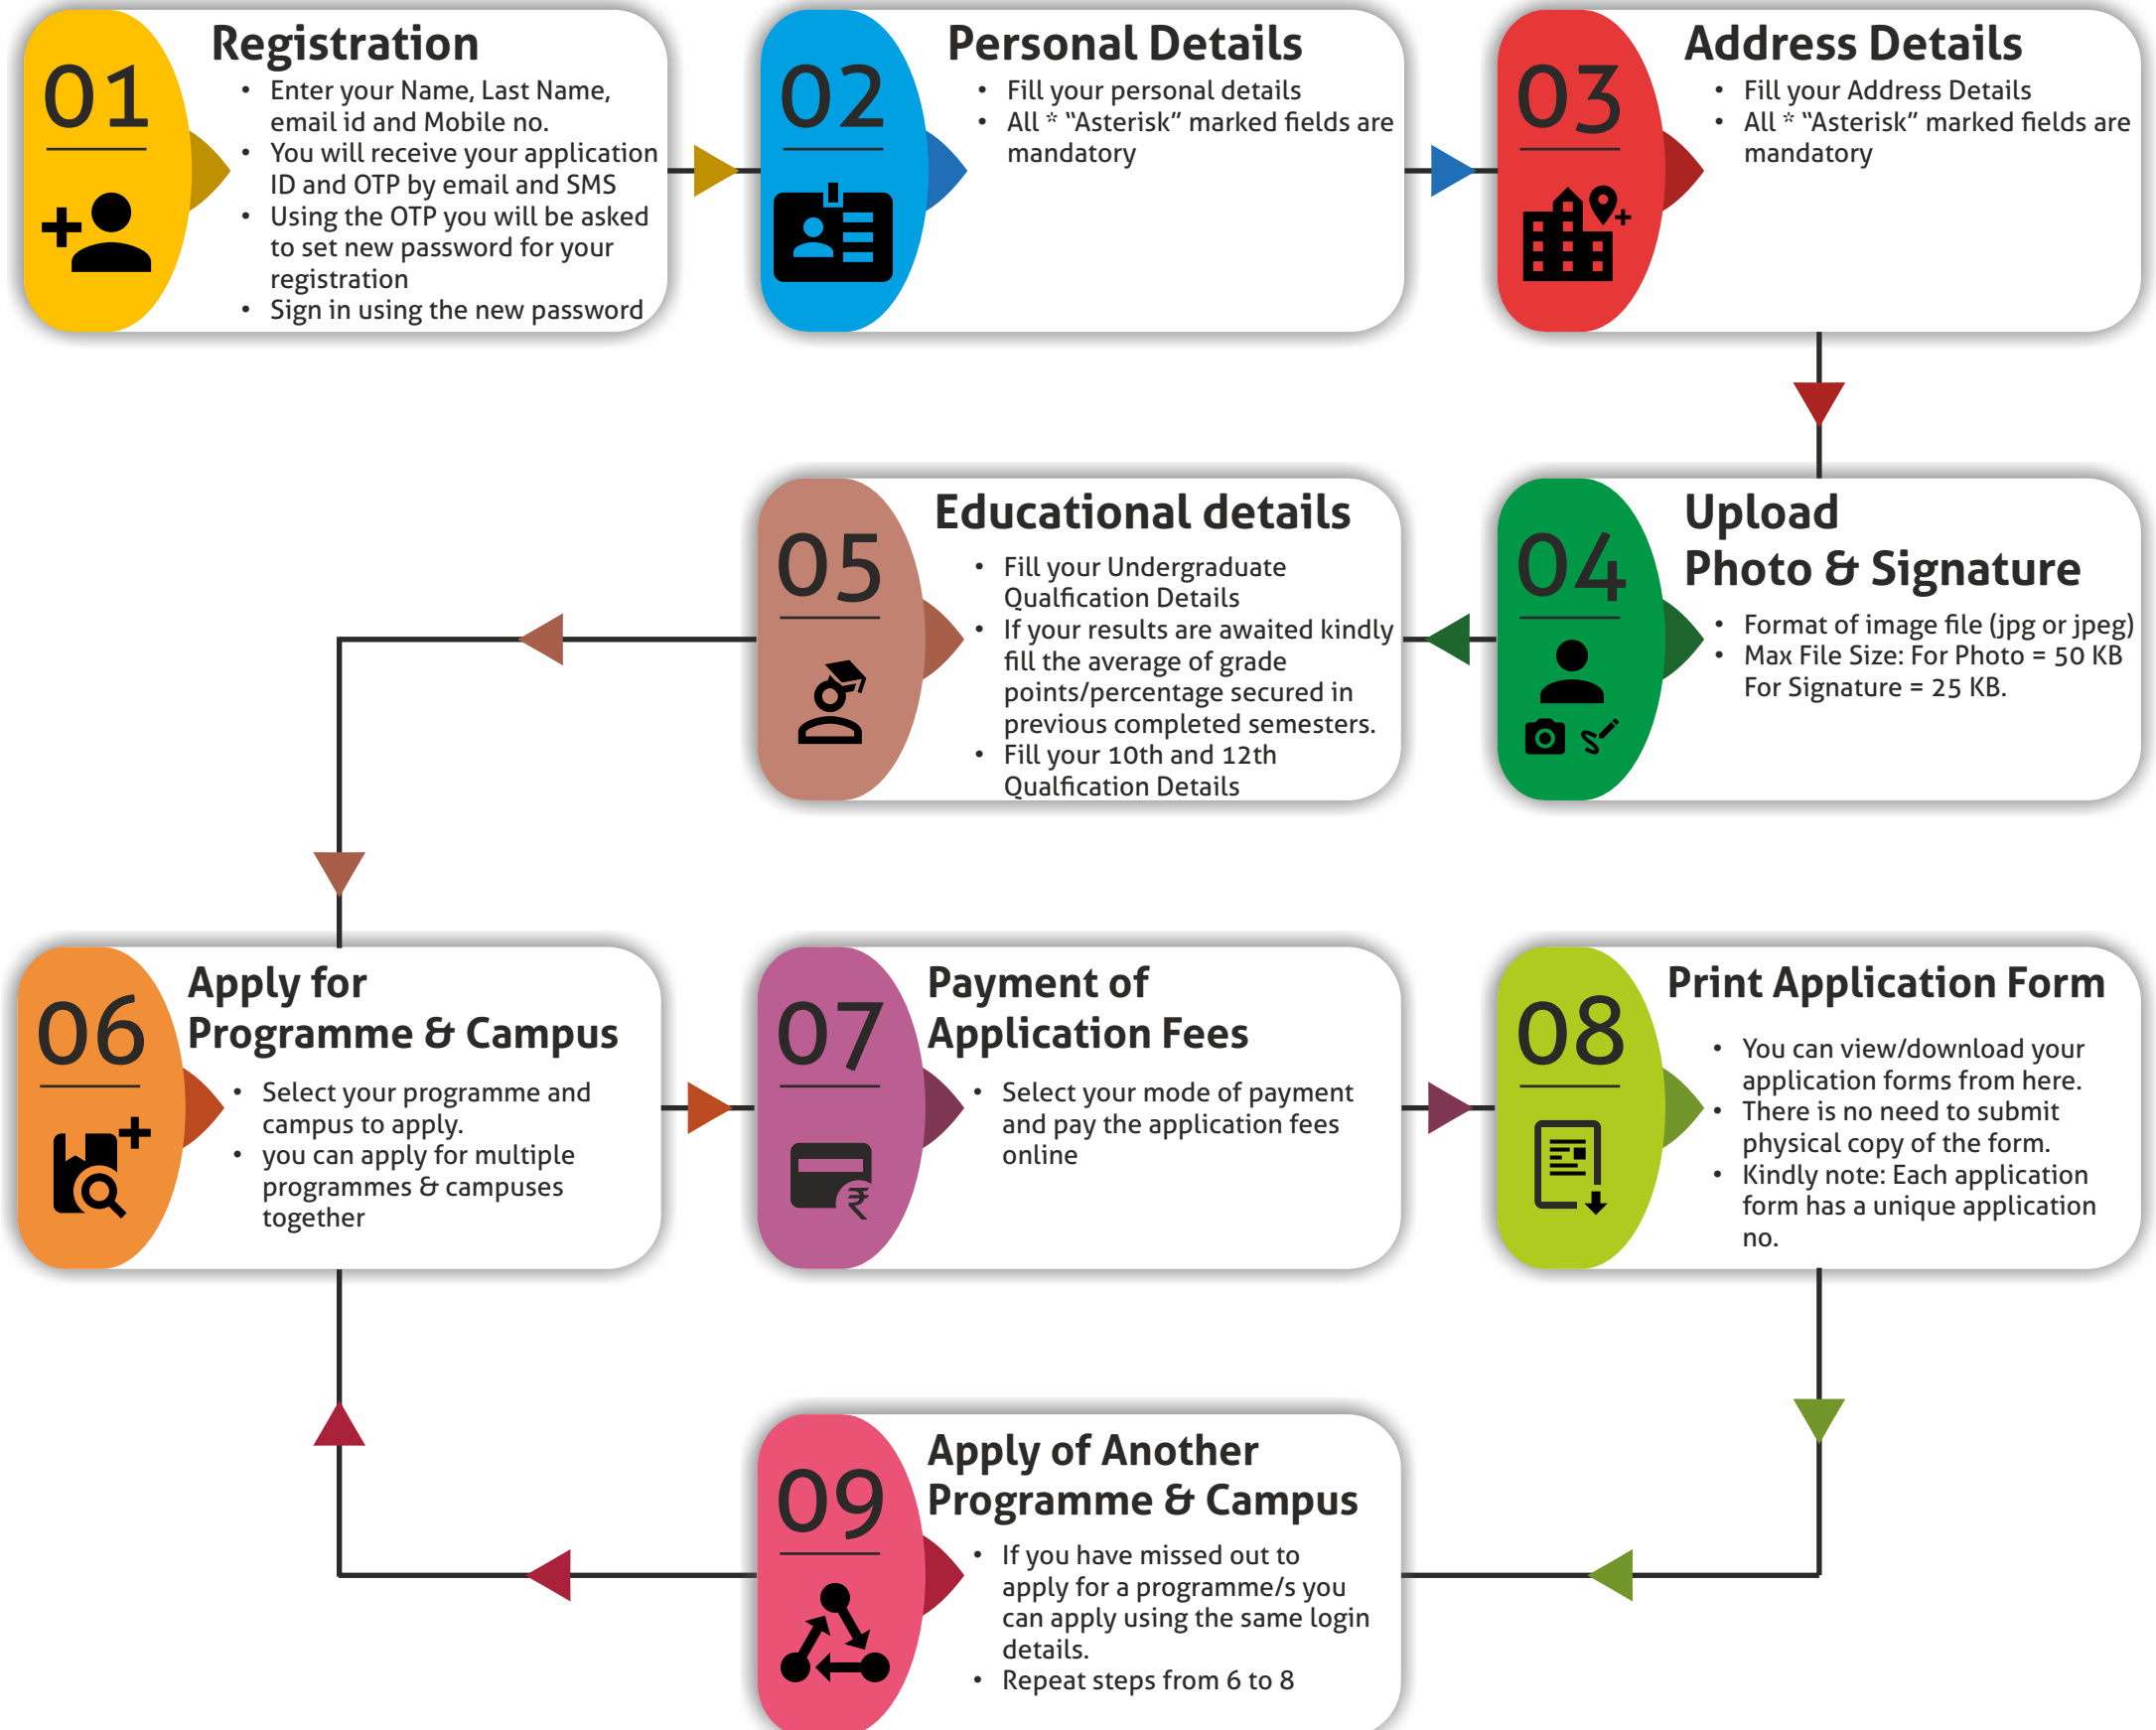 01
Registration
• Enter your Name, Last Name,
email id and Mobile no.
• You will receive your application
ID and OTP by email and SMS
• Using the OTP you will be asked
to set new password for your
registration
• Sign in using the new password
02
Personal Details
• Fill your personal details
• All * “Asterisk” marked fields are
mandatory
03
Address Details
• Fill your Address Details
• All * “Asterisk” marked fields are
mandatory
04
Upload
Photo & Signature
• Format of image file (jpg or jpeg)
• Max File Size: For Photo = 50 KB
For Signature = 25 KB.
05
Educational details
• Fill your Undergraduate
Qualfication Details
• If your results are awaited kindly
fill the average of grade
points/percentage secured in
previous completed semesters.
• Fill your 10th and 12th
Qualfication Details
06
Apply for
Programme & Campus
• Select your programme and
campus to apply.
• you can apply for multiple
programmes & campuses
together
07
Payment of
Application Fees
• Select your mode of payment
and pay the application fees
online
₹
08
Print Application Form
• You can view/download your
application forms from here.
• There is no need to submit
physical copy of the form.
• Kindly note: Each application
form has a unique application
no.
09
Apply of Another
Programme & Campus
• If you have missed out to
apply for a programme/s you
can apply using the same login
details.
• Repeat steps from 6 to 8